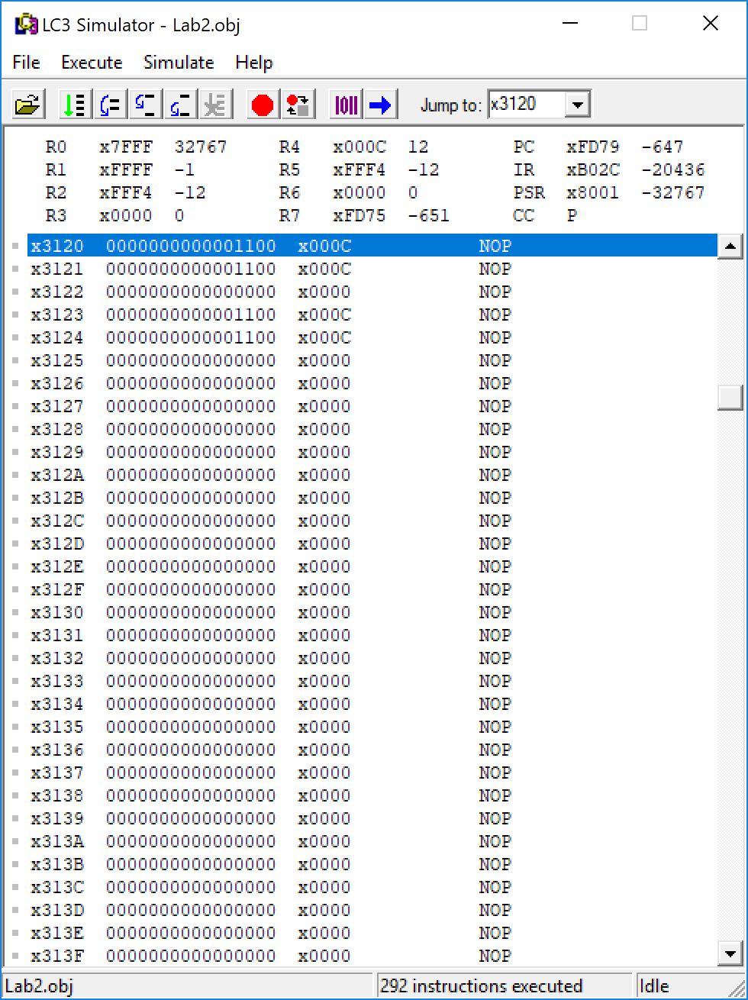 LC3 Simulator - Lab2.obj
File Execute Simulate Help
Jump to: x3120
R0 x7FFF 32767 R4 x000C 12 PC xFD79 -647
R1 xFFFF -1 R5 xFFF4 -12 IR xB02C -20436
R2 xFFF4 -12 R6 x0000 0 PSR x8001 -32767
R3 x0000 0 R7 xFD75 -651 CC P
x3120 0000000000001100 x000C NOP
x3121 0000000000001100 x000C NOP
x3122 0000000000000000 x0000 NOP
x3123 0000000000001100 x000C NOP
x3124 0000000000001100 x000C NOP
x3125 0000000000000000 x0000 NOP
x3126 0000000000000000 x0000 NOP
x3127 0000000000000000 x0000 NOP
x3128 0000000000000000 x0000 NOP
x3129 0000000000000000 x0000 NOP
x312A 0000000000000000 x0000 NOP
x312B 0000000000000000 x0000 NOP
x312C 0000000000000000 x0000 NOP
x312D 0000000000000000 x0000 NOP
x312E 0000000000000000 x0000 NOP
x312F 0000000000000000 x0000 NOP
x3130 0000000000000000 x0000 NOP
x3131 0000000000000000 x0000 NOP
x3132 0000000000000000 x0000 NOP
x3133 0000000000000000 x0000 NOP
x3134 0000000000000000 x0000 NOP
x3135 0000000000000000 x0000 NOP
x3136 0000000000000000 x0000 NOP
x3137 0000000000000000 x0000 NOP
x3138 0000000000000000 x0000 NOP
x3139 0000000000000000 x0000 NOP
x313A 0000000000000000 x0000 NOP
x313B 0000000000000000 x0000 NOP
x313C 0000000000000000 x0000 NOP
x313D 0000000000000000 x0000 NOP
x313E 0000000000000000 x0000 NOP
x313F 0000000000000000 x0000 NOP
Lab2.obj 292 instructions executed Idle